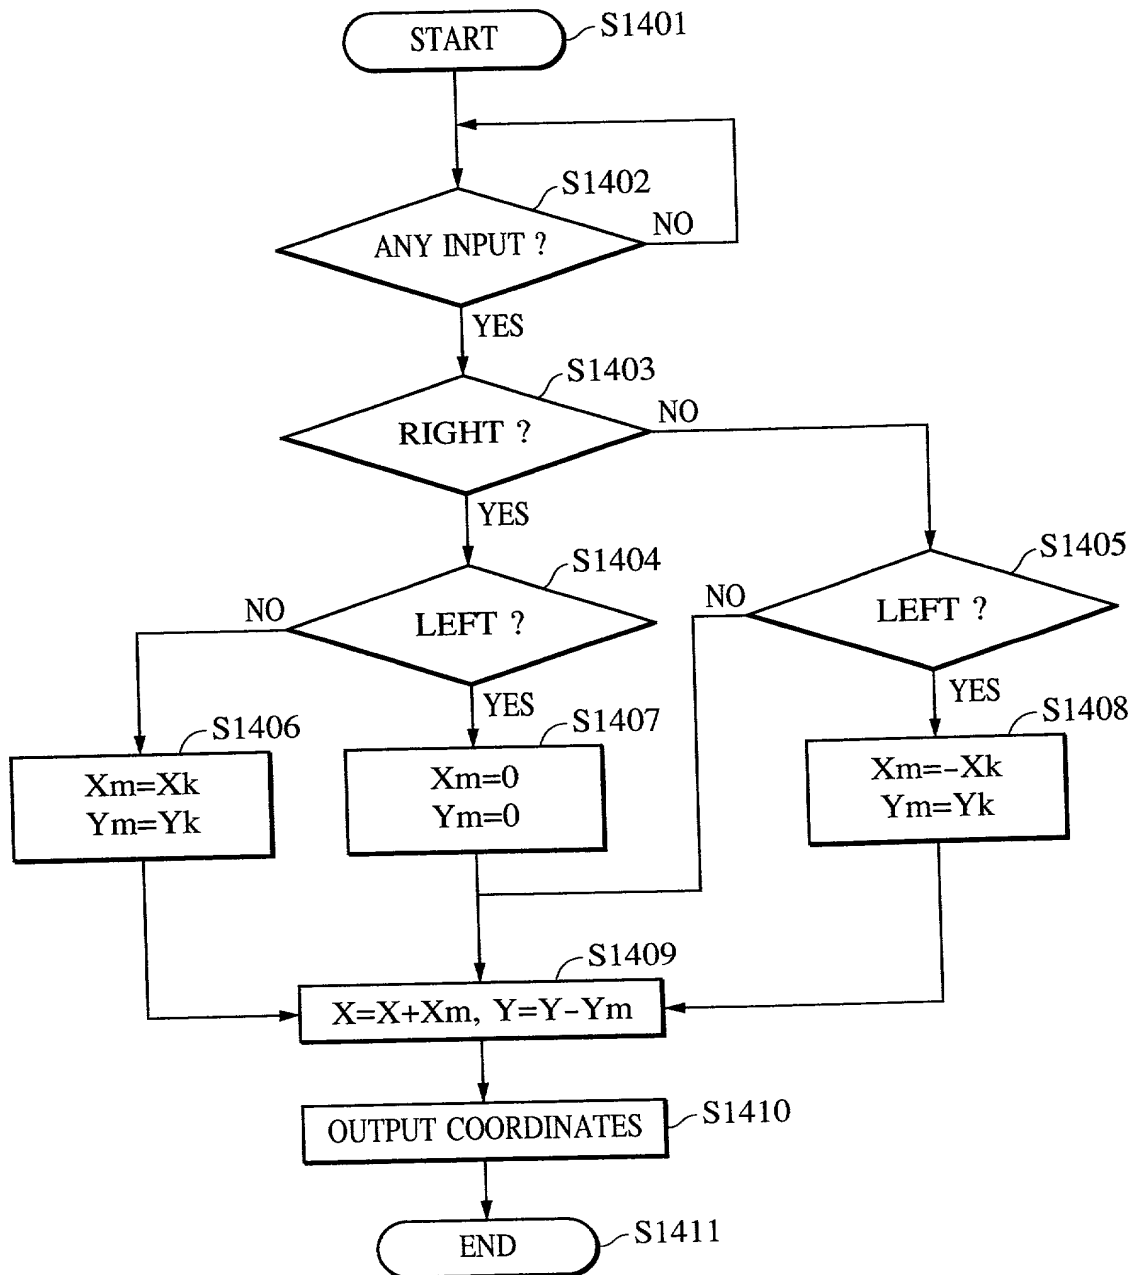 START
S1401
S1402
ANY INPUT ?
NO
YES
S1403
RIGHT ?
NO
YES
S1404
LEFT ?
NO
YES
S1405
LEFT ?
NO
YES
S1406
Xm=Xk
Ym=Yk
S1407
Xm=0
Ym=0
S1408
Xm=-Xk
Ym=Yk
S1409
X=X+Xm, Y=Y-Ym
OUTPUT COORDINATES
S1410
END
S1411